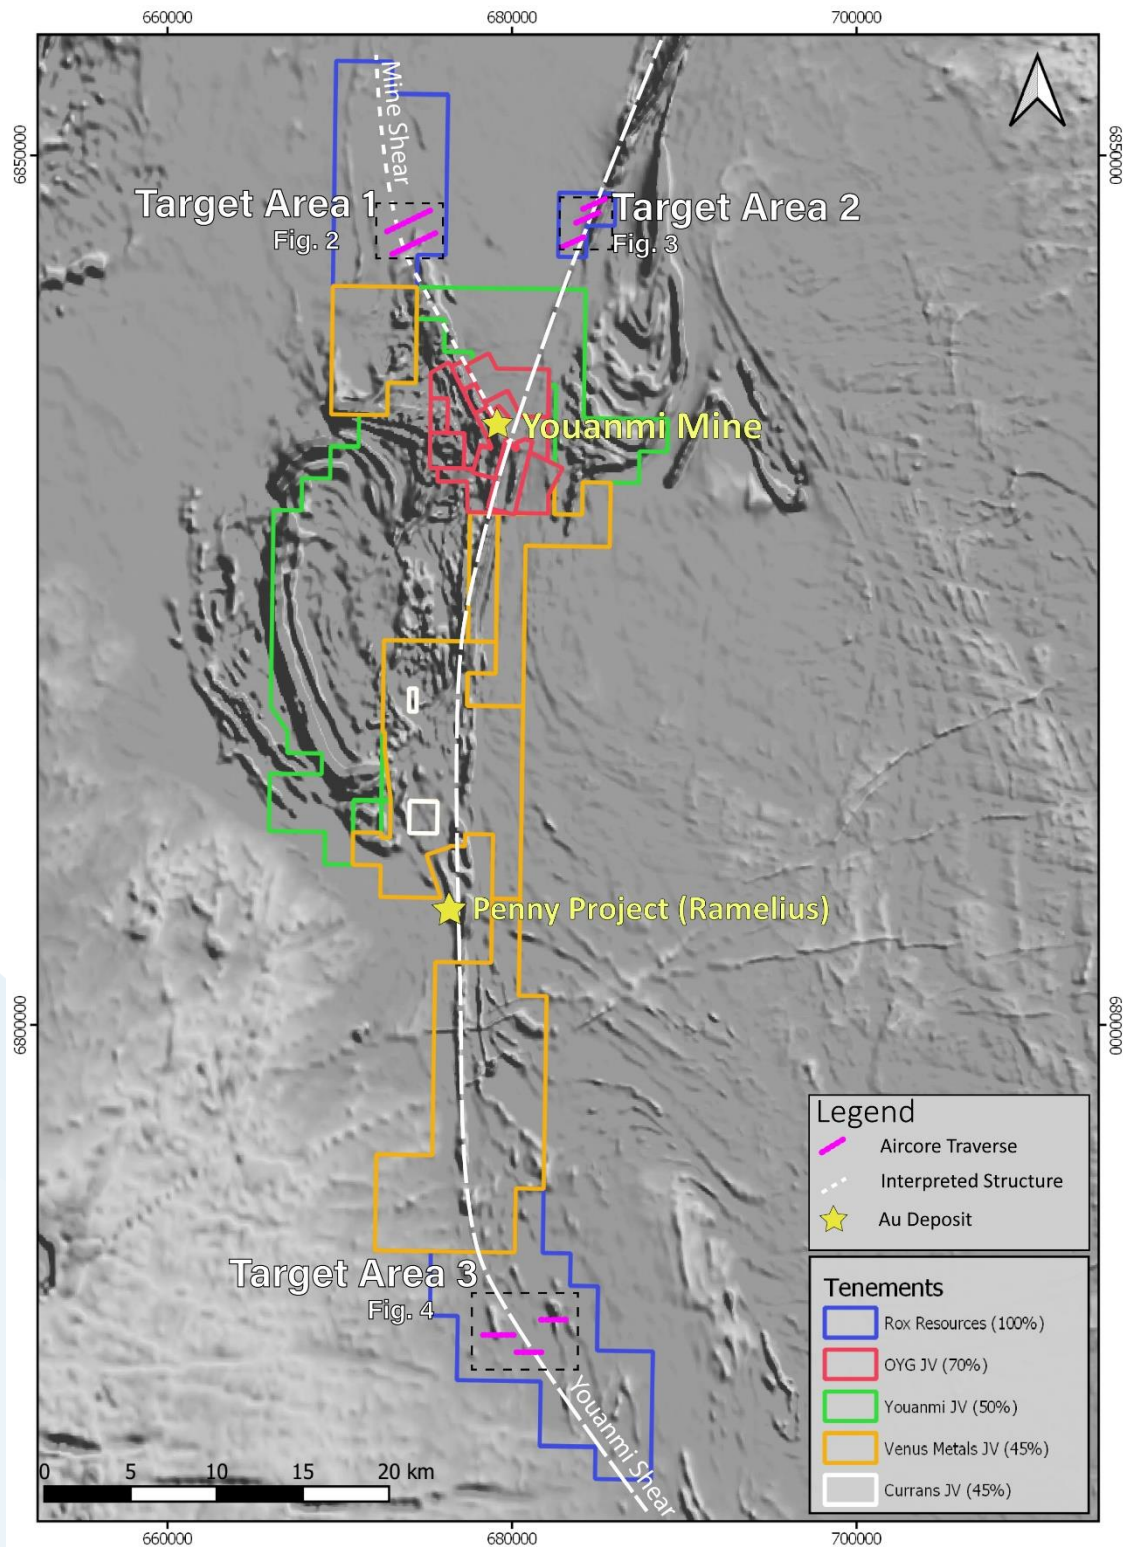 660000
680000
700000
6850000
6850000
Mine Shear
Target Area 1
Fig. 2
Target Area 2
Fig. 3
Youanmi Mine
Penny Project (Ramelius)
6800000
6800000
Target Area 3
Fig. 4
Youanmi Shear
Legend
Aircore Traverse
Interpreted Structure
Au Deposit
Tenements
Rox Resources (100%)
OYG JV (70%)
Youanmi JV (50%)
Venus Metals JV (45%)
Currans JV (45%)
0 5 10 15 20 km
660000
680000
700000